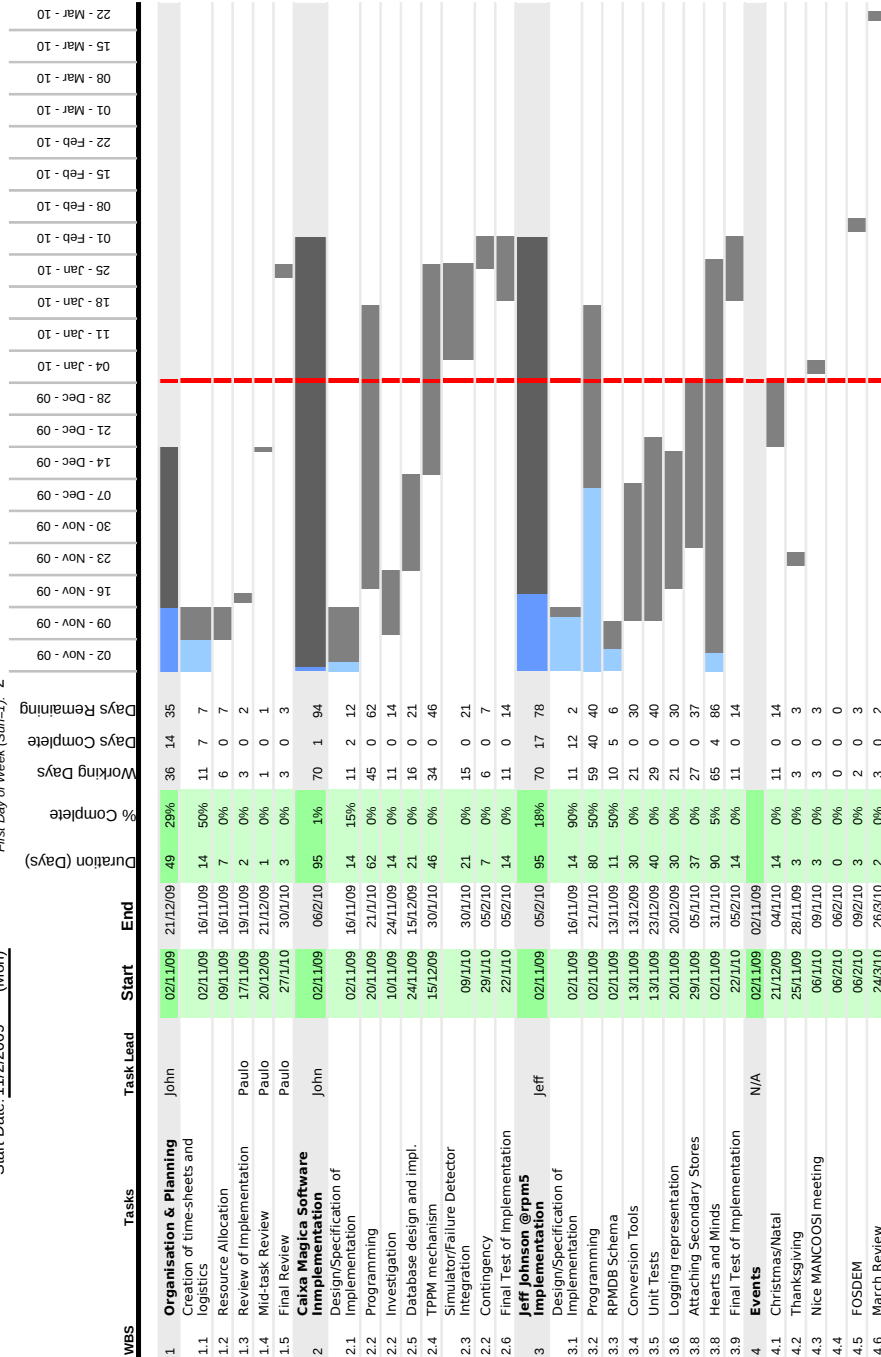 Start Date: 11/2/2009 (Mon)
First Day of Week (Sun=1): 2
WBS Tasks Task Lead Start End Duration (Days) % Complete Working Days Days Complete Days Remaining 02 - Nov - 09 09 - Nov - 09 16 - Nov - 09 23 - Nov - 09 30 - Nov - 09 07 - Dec - 09 14 - Dec - 09 21 - Dec - 09 28 - Dec - 09 04 - Jan - 10 11 - Jan - 10 18 - Jan - 10 25 - Jan - 10 01 - Feb - 10 08 - Feb - 10 15 - Feb - 10 22 - Feb - 10 01 - Mar - 10 08 - Mar - 10 15 - Mar - 10 22 - Mar - 10
1 Organisation & Planning John 02/11/09 21/12/09 49 29% 36 14 35
Creation of time-sheets and
1.1 logistics 02/11/09 16/11/09 14 50% 11 7 7
1.2 Resource Allocation 09/11/09 16/11/09 7 0% 6 0 7
1.3 Review of Implementation Paulo 17/11/09 19/11/09 2 0% 3 0 2
1.4 Mid-task Review Paulo 20/12/09 21/12/09 1 0% 1 0 1
1.5 Final Review Paulo 27/1/10 30/1/10 3 0% 3 0 3
Caixa Magica Software
2 Inmplementation John 02/11/09 06/2/10 95 1% 70 1 94
Design/Specification of
2.1 Implementation 02/11/09 16/11/09 14 15% 11 2 12
2.2 Programming 20/11/09 21/1/10 62 0% 45 0 62
2.2 Investigation 10/11/09 24/11/09 14 0% 11 0 14
2.5 Database design and impl. 24/11/09 15/12/09 21 0% 16 0 21
2.4 TPPM mechanism 15/12/09 30/1/10 46 0% 34 0 46
Simulator/Failure Detector
2.3 Integration 09/1/10 30/1/10 21 0% 15 0 21
2.2 Contingency 29/1/10 05/2/10 7 0% 6 0 7
2.6 Final Test of Implementation 22/1/10 05/2/10 14 0% 11 0 14
Jeff Johnson @rpm5
3 Implementation Jeff 02/11/09 05/2/10 95 18% 70 17 78
Design/Specification of
3.1 Implementation 02/11/09 16/11/09 14 90% 11 12 2
3.2 Programming 02/11/09 21/1/10 80 50% 59 40 40
3.3 RPMDB Schema 02/11/09 13/11/09 11 50% 10 5 6
3.4 Conversion Tools 13/11/09 13/12/09 30 0% 21 0 30
3.5 Unit Tests 13/11/09 23/12/09 40 0% 29 0 40
3.6 Logging representation 20/11/09 20/12/09 30 0% 21 0 30
3.8 Attaching Secondary Stores 29/11/09 05/1/10 37 0% 27 0 37
3.8 Hearts and Minds 02/11/09 31/1/10 90 5% 65 4 86
3.9 Final Test of Implementation 22/1/10 05/2/10 14 0% 11 0 14
4 Events N/A 02/11/09 02/11/09
4.1 Christmas/Natal 21/12/09 04/1/10 14 0% 11 0 14
4.2 Thanksgiving 25/11/09 28/11/09 3 0% 3 0 3
4.3 Nice MANCOOSI meeting 06/1/10 09/1/10 3 0% 3 0 3
4.4 06/2/10 06/2/10 0 0% 0 0 0
4.5 FOSDEM 06/2/10 09/2/10 3 0% 2 0 3
4.6 March Review 24/3/10 26/3/10 2 0% 3 0 2